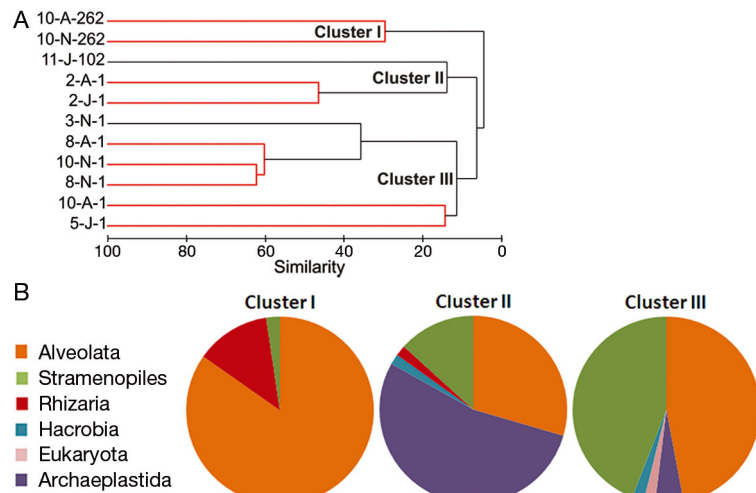 A
10-A-262
10-N-262
Cluster I
11-J-102
2-A-1
Cluster II
2-J-1
3-N-1
8-A-1
10-N-1
8-N-1
Cluster III
10-A-1
5-J-1
100 80 60 40 20 0
Similarity
B
Cluster I Cluster II Cluster III
Alveolata
Stramenopiles
Rhizaria
Hacrobia
Eukaryota
Archaeplastida